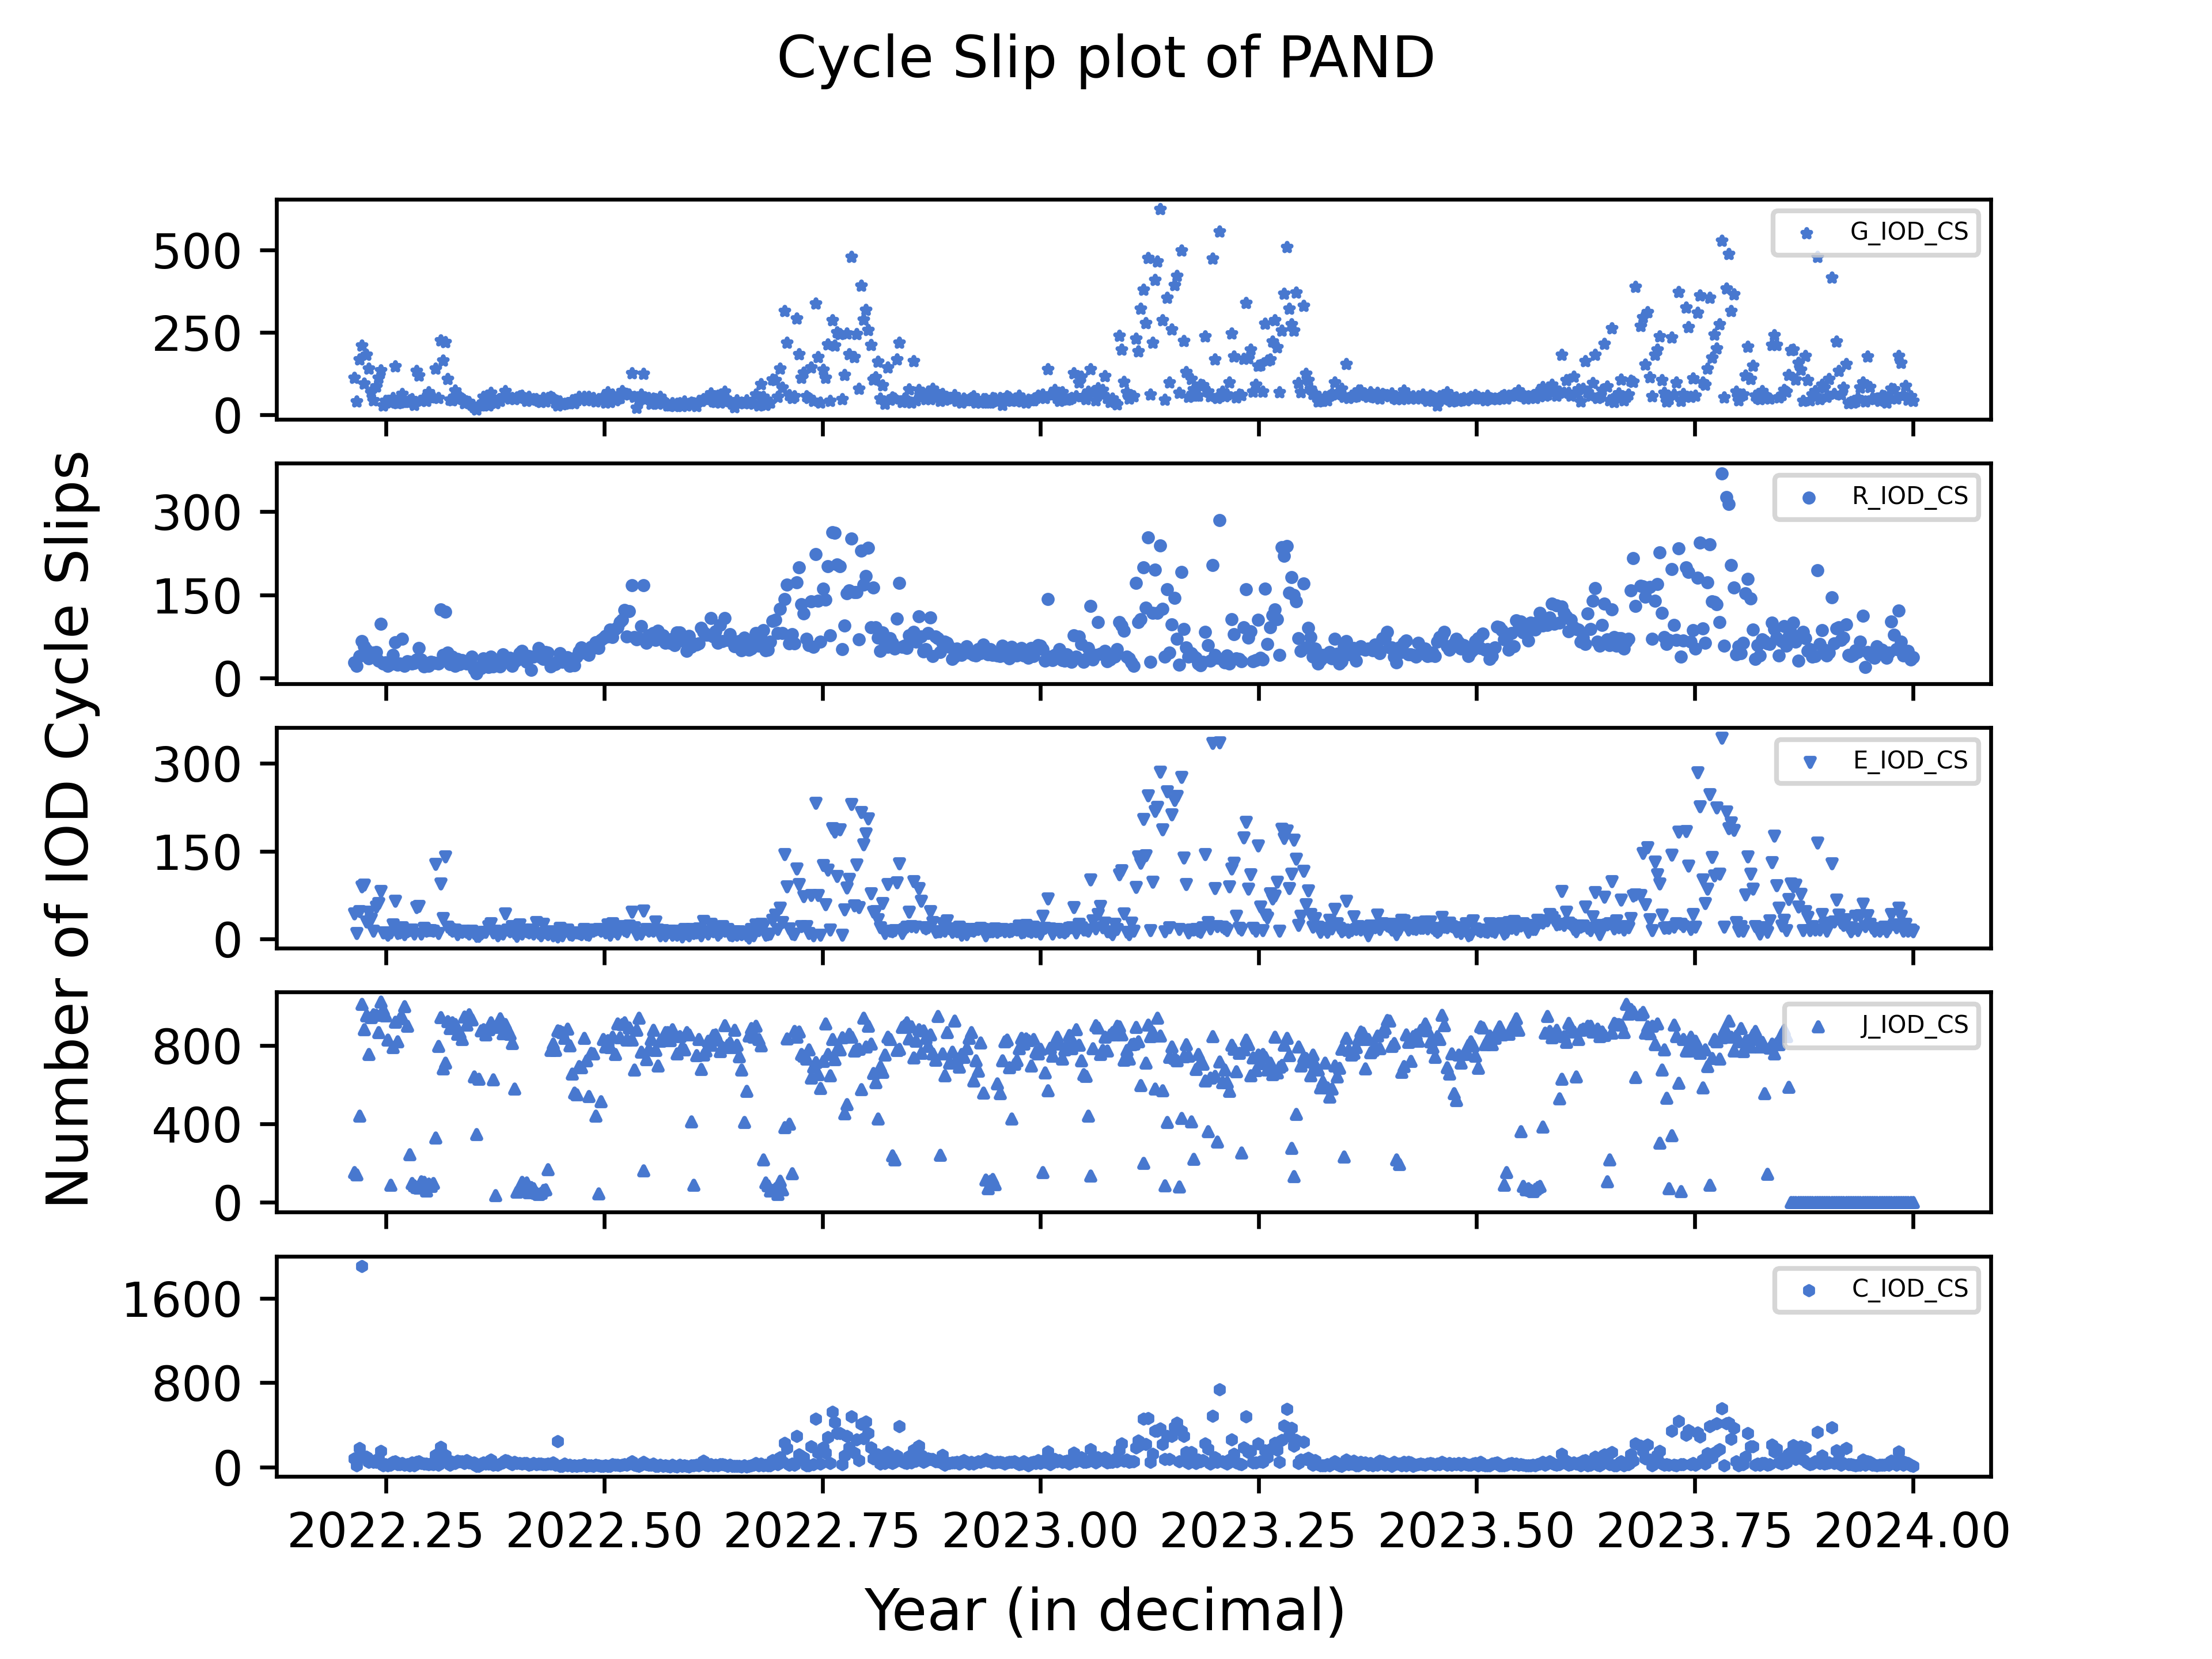 Cycle Slip plot of PAND
Number of IOD Cycle Slips
500
250
0
G_IOD_CS
300
150
0
R_IOD_CS
300
150
0
E_IOD_CS
800
400
0
J_IOD_CS
1600
800
0
C_IOD_CS
2022.25 2022.50 2022.75 2023.00 2023.25 2023.50 2023.75 2024.00
Year (in decimal)